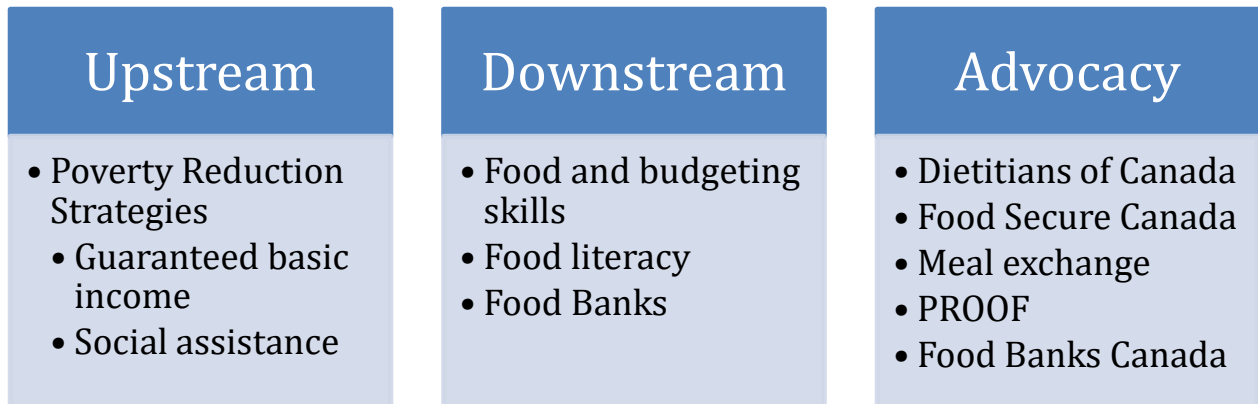 Upstream
• Poverty Reduction
Strategies
• Guaranteed basic
income
• Social assistance
Downstream
• Food and budgeting
skills
• Food literacy
• Food Banks
Advocacy
• Dietitians of Canada
• Food Secure Canada
• Meal exchange
• PROOF
• Food Banks Canada